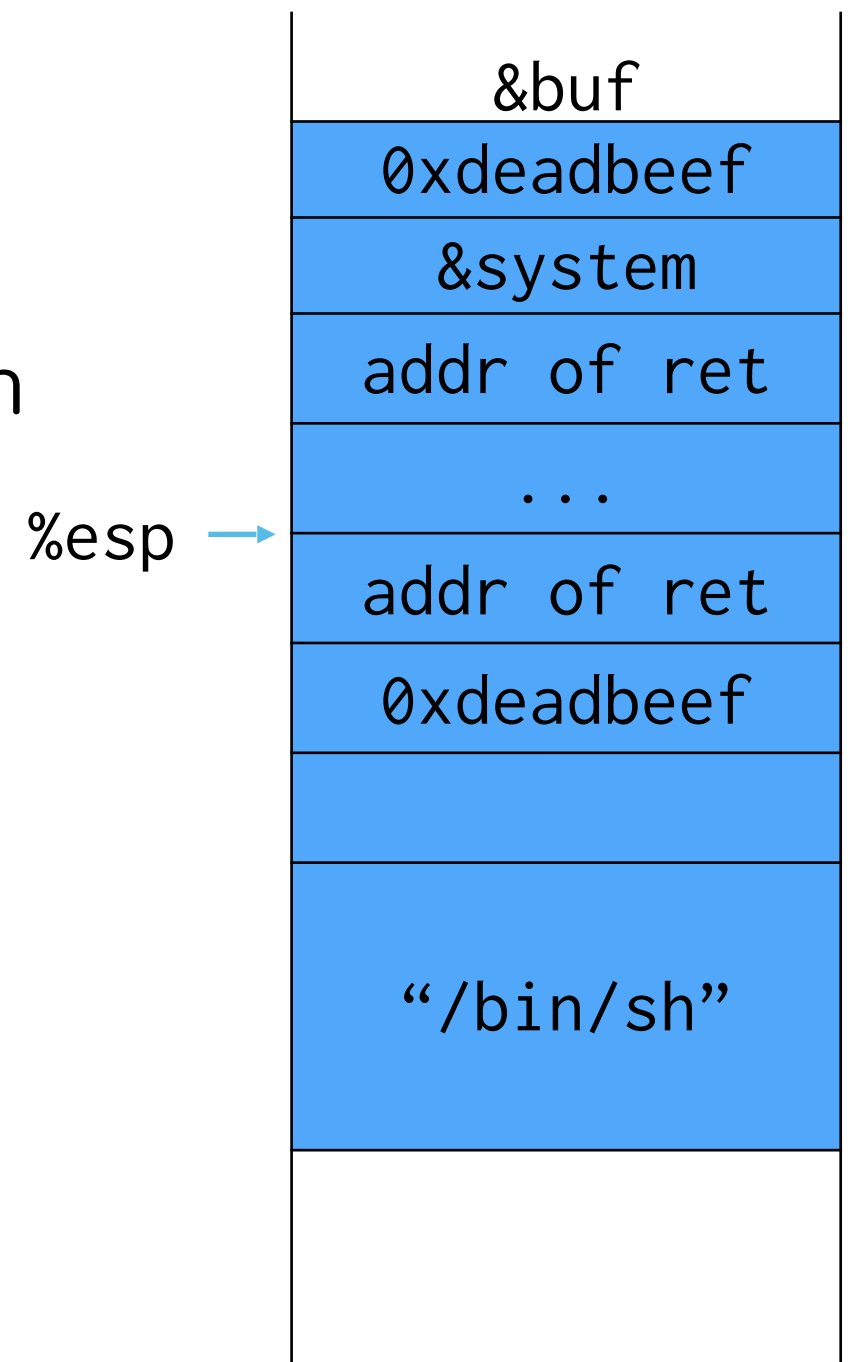 &buf
0xdeadbeef
&system
addr of ret
n
...
%esp
addr of ret
0xdeadbeef
“/bin/sh”